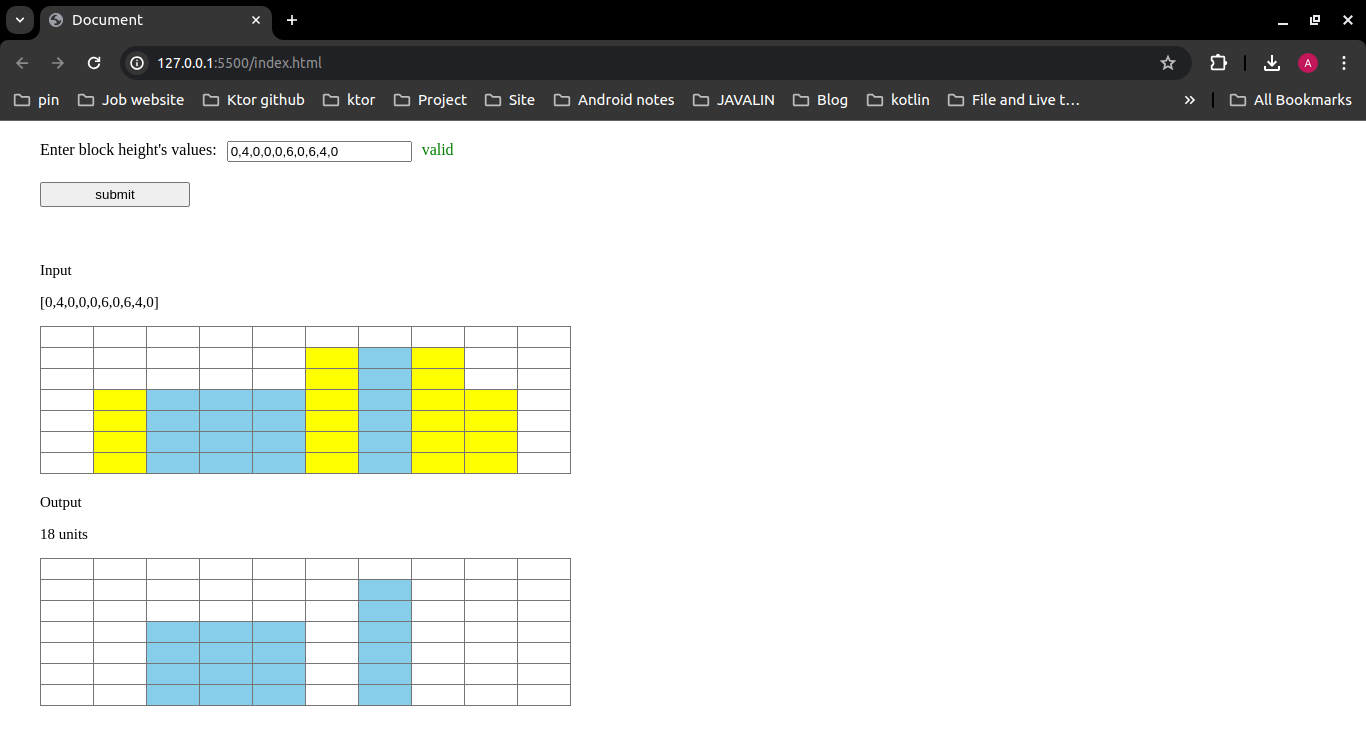 Document
127.0.0.1:5500/index.html
A
pin Job website Ktor github ktor Project Site Android notes JAVALIN Blog kotlin File and Live t… » All Bookmarks
Enter block height's values: 0,4,0,0,0,6,0,6,4,0 valid
submit
Input
[0,4,0,0,0,6,0,6,4,0]
Output
18 units